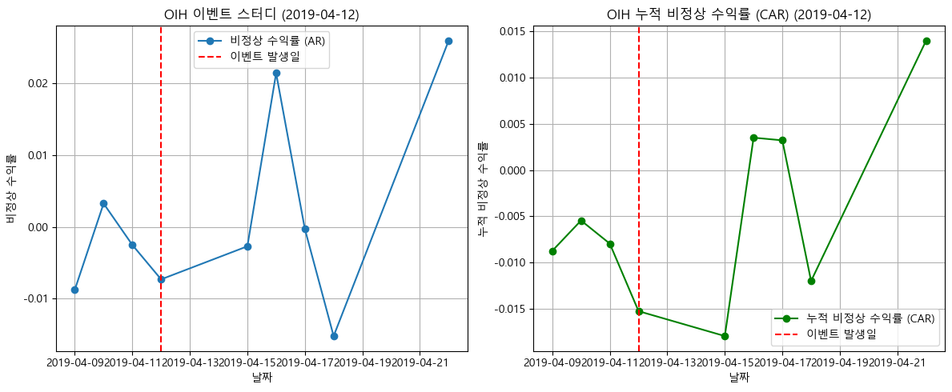 OIH 이벤트 스터디 (2019-04-12)
비정상 수익률 (AR)
이벤트 발생일
비정상 수익률
0.02
0.01
0.00
-0.01
2019-04-09 2019-04-11 2019-04-13 2019-04-15 2019-04-17 2019-04-19 2019-04-21
날짜
OIH 누적 비정상 수익률 (CAR) (2019-04-12)
누적 비정상 수익률
0.015
0.010
0.005
0.000
-0.005
-0.010
-0.015
누적 비정상 수익률 (CAR)
이벤트 발생일
2019-04-09 2019-04-11 2019-04-13 2019-04-15 2019-04-17 2019-04-19 2019-04-21
날짜